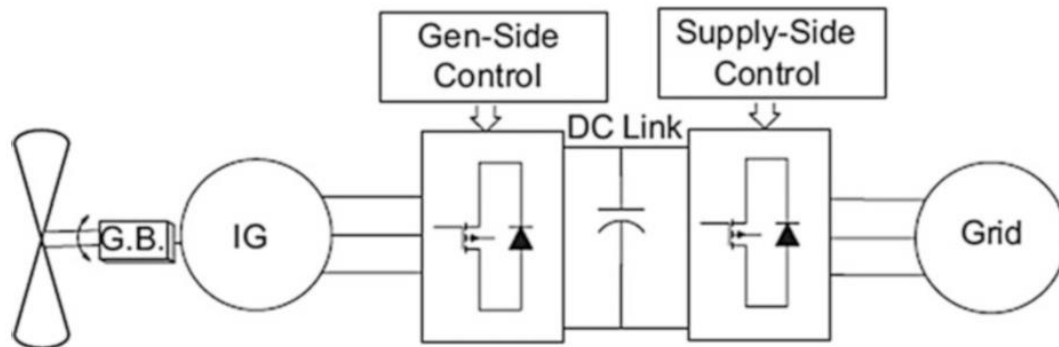 Gen-Side
Control
Supply-Side
Control
DC Link
G.B.
IG
Grid